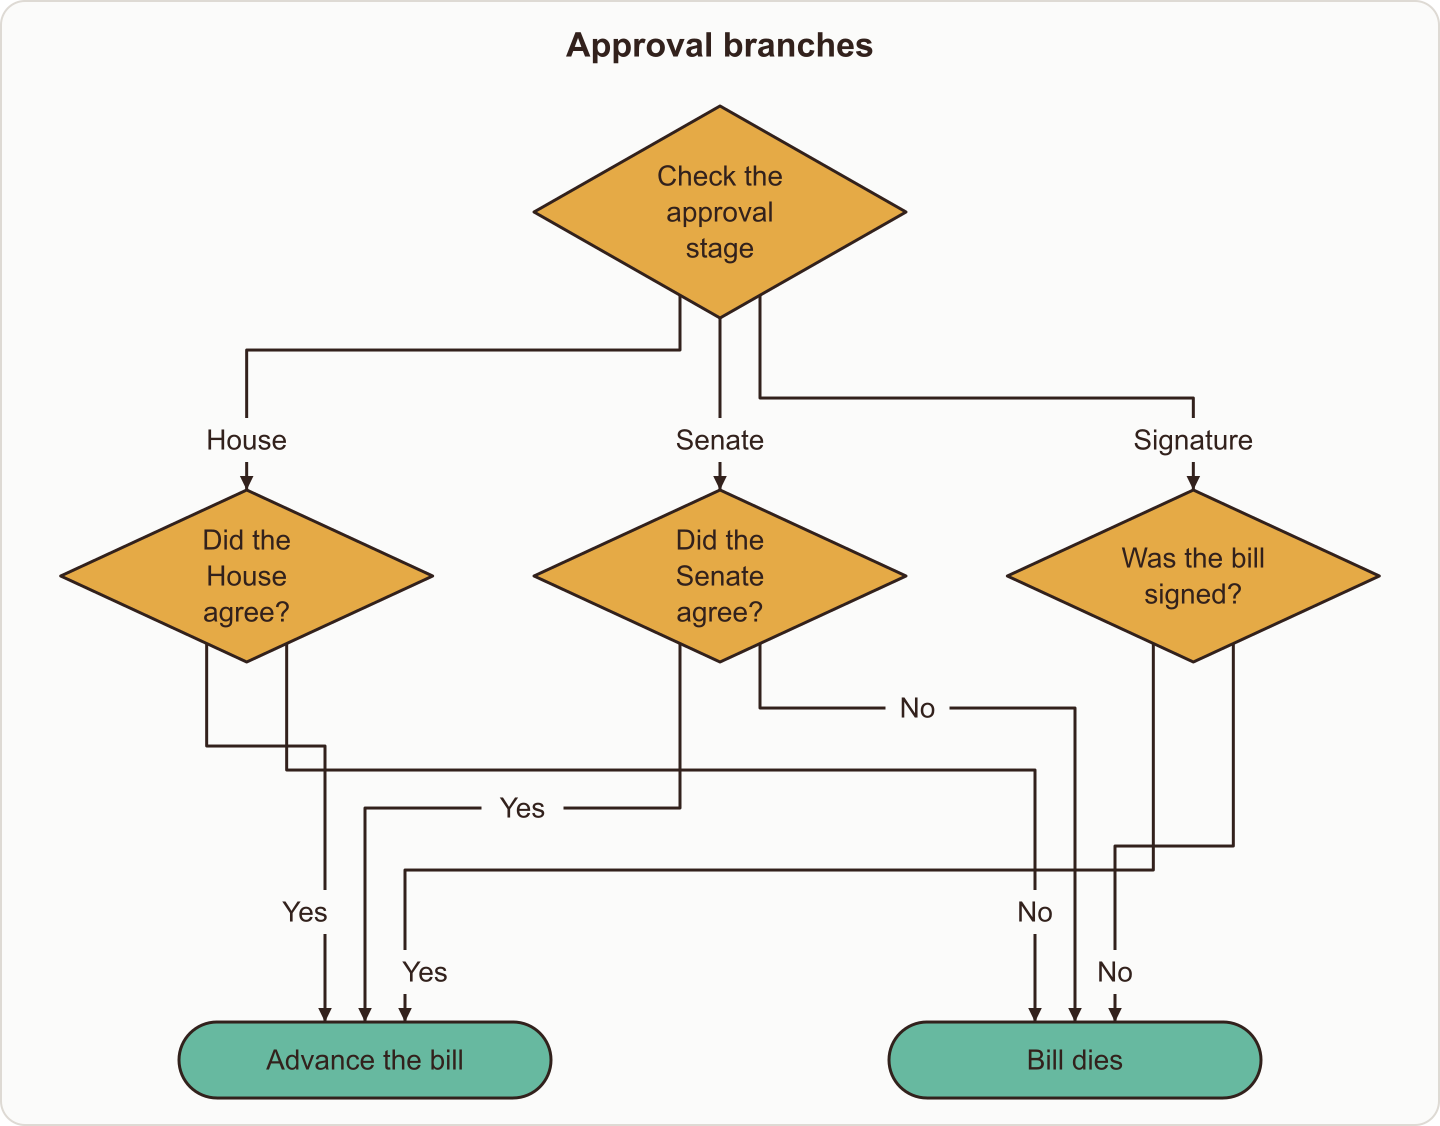 Approval branches
Check the
approval
stage
House
Senate
Signature
Did the
House
agree?
Did the
Senate
agree?
Was the bill
signed?
No
Yes
Yes
No
Yes
No
Advance the bill
Bill dies